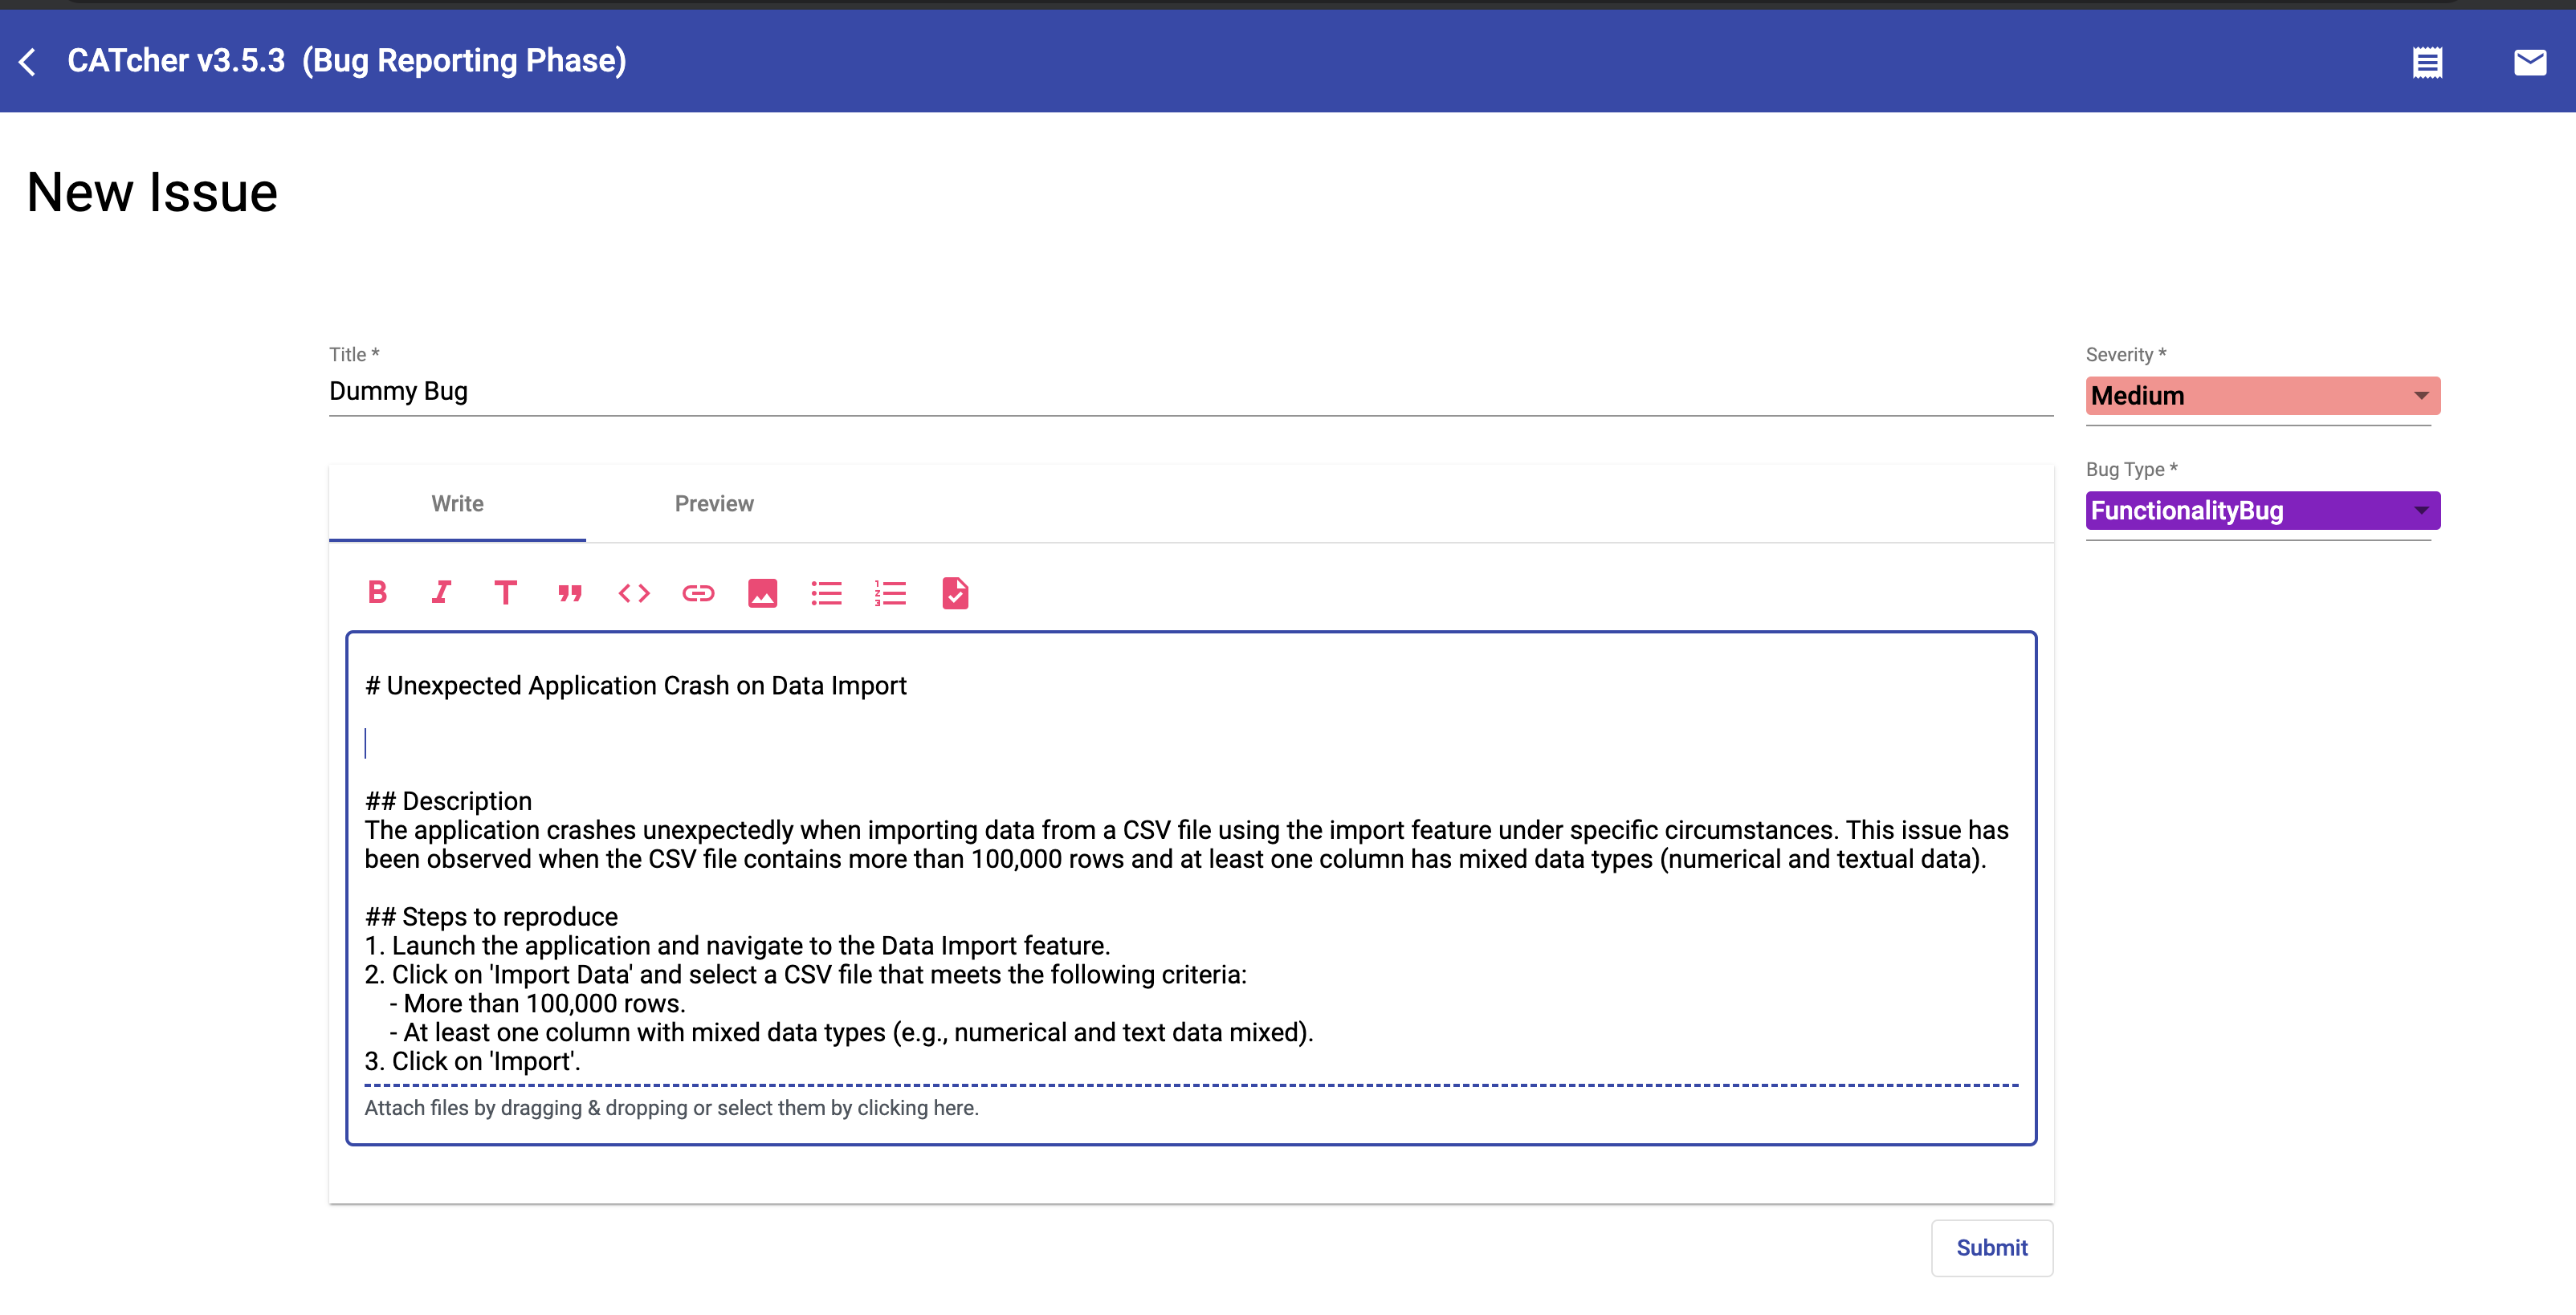 CATcher v3.5.3 (Bug Reporting Phase)
New Issue
Title *
Dummy Bug
Severity *
Medium
Bug Type *
FunctionalityBug
Write Preview
# Unexpected Application Crash on Data Import
## Description
The application crashes unexpectedly when importing data from a CSV file using the import feature under specific circumstances. This issue has
been observed when the CSV file contains more than 100,000 rows and at least one column has mixed data types (numerical and textual data).
## Steps to reproduce
1. Launch the application and navigate to the Data Import feature.
2. Click on 'Import Data' and select a CSV file that meets the following criteria:
- More than 100,000 rows.
- At least one column with mixed data types (e.g., numerical and text data mixed).
3. Click on 'Import'.
Attach files by dragging & dropping or select them by clicking here.
Submit